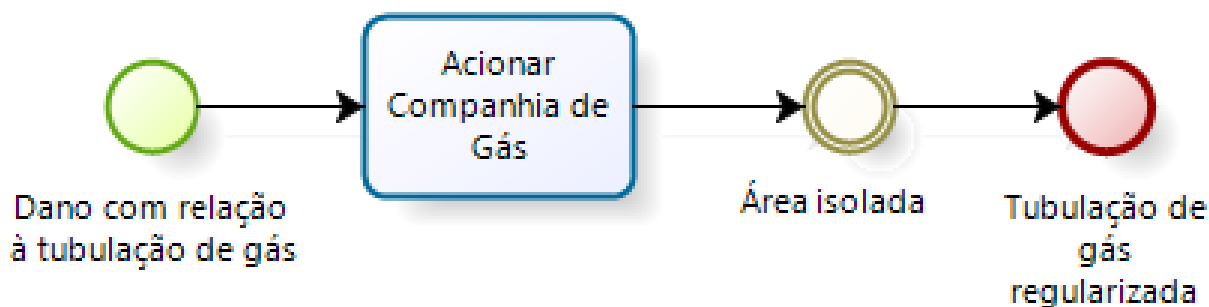 Acionar
Companhia de
Gás
Dano com relação
à tubulação de gás
Área isolada
Tubulação de
gás
regularizada